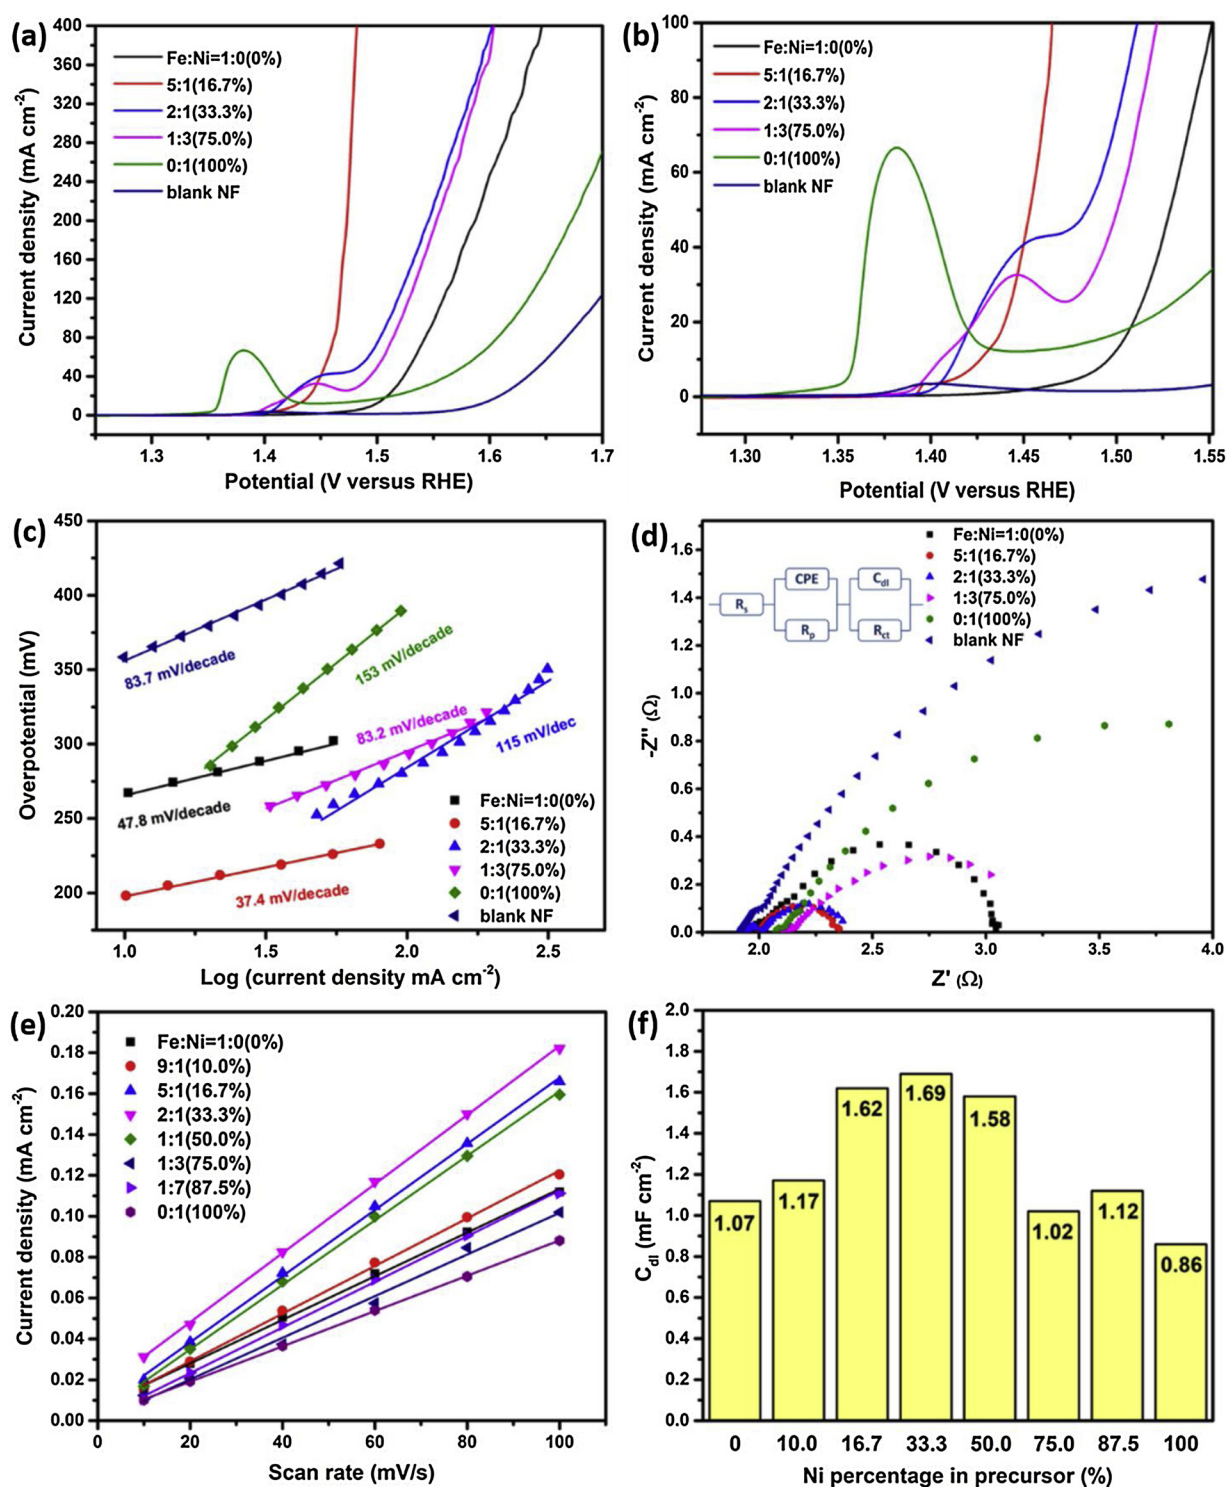 (a)
400
360
320
280
240
200
160
120
80
40
0
Current density (mA cm-2)
Fe:Ni=1:0(0%)
5:1(16.7%)
2:1(33.3%)
1:3(75.0%)
0:1(100%)
blank NF
1.3 1.4 1.5 1.6 1.7
Potential (V versus RHE)
(b)
100
80
60
40
20
0
Current density (mA cm-2)
Fe:Ni=1:0(0%)
5:1(16.7%)
2:1(33.3%)
1:3(75.0%)
0:1(100%)
blank NF
1.30 1.35 1.40 1.45 1.50 1.55
Potential (V versus RHE)
(c)
450
400
350
300
250
200
Overpotential (mV)
83.7 mV/decade
153 mV/decade
83.2 mV/decade
115 mV/dec
47.8 mV/decade
37.4 mV/decade
Fe:Ni=1:0(0%)
5:1(16.7%)
2:1(33.3%)
1:3(75.0%)
0:1(100%)
blank NF
1.0 1.5 2.0 2.5
Log (current density mA cm-2)
(d)
1.6
1.4
1.2
1.0
0.8
0.6
0.4
0.2
0.0
-Z'' (Ω)
Rs
CPE
Rp
Cdl
Rct
Fe:Ni=1:0(0%)
5:1(16.7%)
2:1(33.3%)
1:3(75.0%)
0:1(100%)
blank NF
2.0 2.5 3.0 3.5 4.0
Z' (Ω)
(e)
0.20
0.18
0.16
0.14
0.12
0.10
0.08
0.06
0.04
0.02
0.00
Current density (mA cm-2)
Fe:Ni=1:0(0%)
9:1(10.0%)
5:1(16.7%)
2:1(33.3%)
1:1(50.0%)
1:3(75.0%)
1:7(87.5%)
0:1(100%)
0 20 40 60 80 100
Scan rate (mV/s)
(f)
2.0
1.8
1.6
1.4
1.2
1.0
0.8
0.6
0.4
0.2
0.0
Cdl (mF cm-2)
1.07
1.17
1.62
1.69
1.58
1.02
1.12
0.86
0 10.0 16.7 33.3 50.0 75.0 87.5 100
Ni percentage in precursor (%)